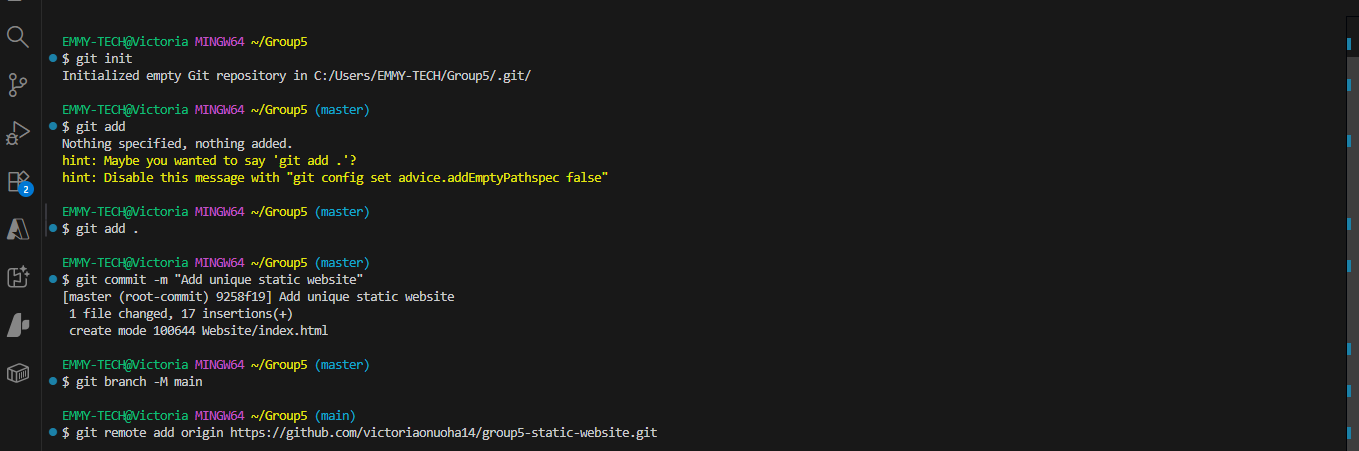 EMMY-TECH@Victoria MINGW64 ~/Group5
$ git init
Initialized empty Git repository in C:/Users/EMMY-TECH/Group5/.git/
EMMY-TECH@Victoria MINGW64 ~/Group5 (master)
$ git add
Nothing specified, nothing added.
hint: Maybe you wanted to say 'git add .'?
hint: Disable this message with "git config set advice.addEmptyPathspec false"
EMMY-TECH@Victoria MINGW64 ~/Group5 (master)
$ git add .
EMMY-TECH@Victoria MINGW64 ~/Group5 (master)
$ git commit -m "Add unique static website"
[master (root-commit) 9258f19] Add unique static website
1 file changed, 17 insertions(+)
create mode 100644 Website/index.html
EMMY-TECH@Victoria MINGW64 ~/Group5 (master)
$ git branch -M main
EMMY-TECH@Victoria MINGW64 ~/Group5 (main)
$ git remote add origin https://github.com/victoriaonuoha14/group5-static-website.git
2